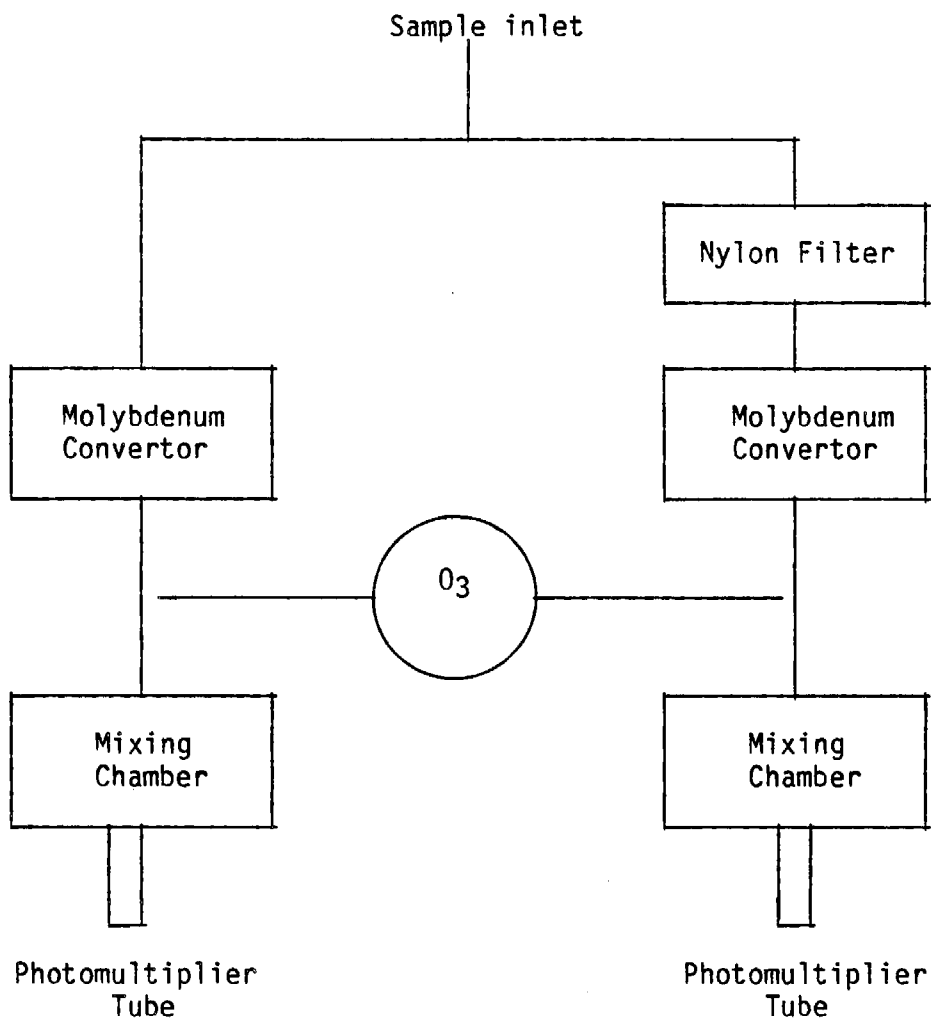 Sample inlet
Nylon Filter
Molybdenum
Convertor
Molybdenum
Convertor
O3
Mixing
Chamber
Mixing
Chamber
Photomultiplier
Tube
Photomultiplier
Tube